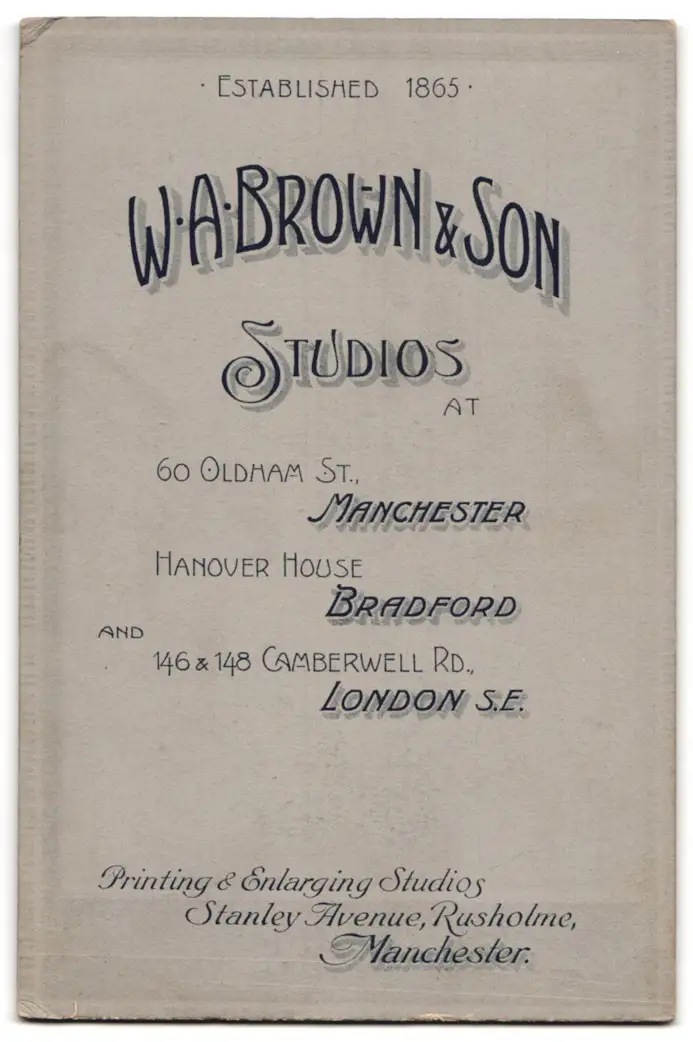 · ESTABLISHED 1865 ·
W·A·BROWN & SON
STUDIOS
AT
60 OLDHAM ST.,
MANCHESTER
HANOVER HOUSE
BRADFORD
AND
146 & 148 CAMBERWELL RD.,
LONDON S.E.
Printing & Enlarging Studios
Stanley Avenue, Rusholme,
Manchester.